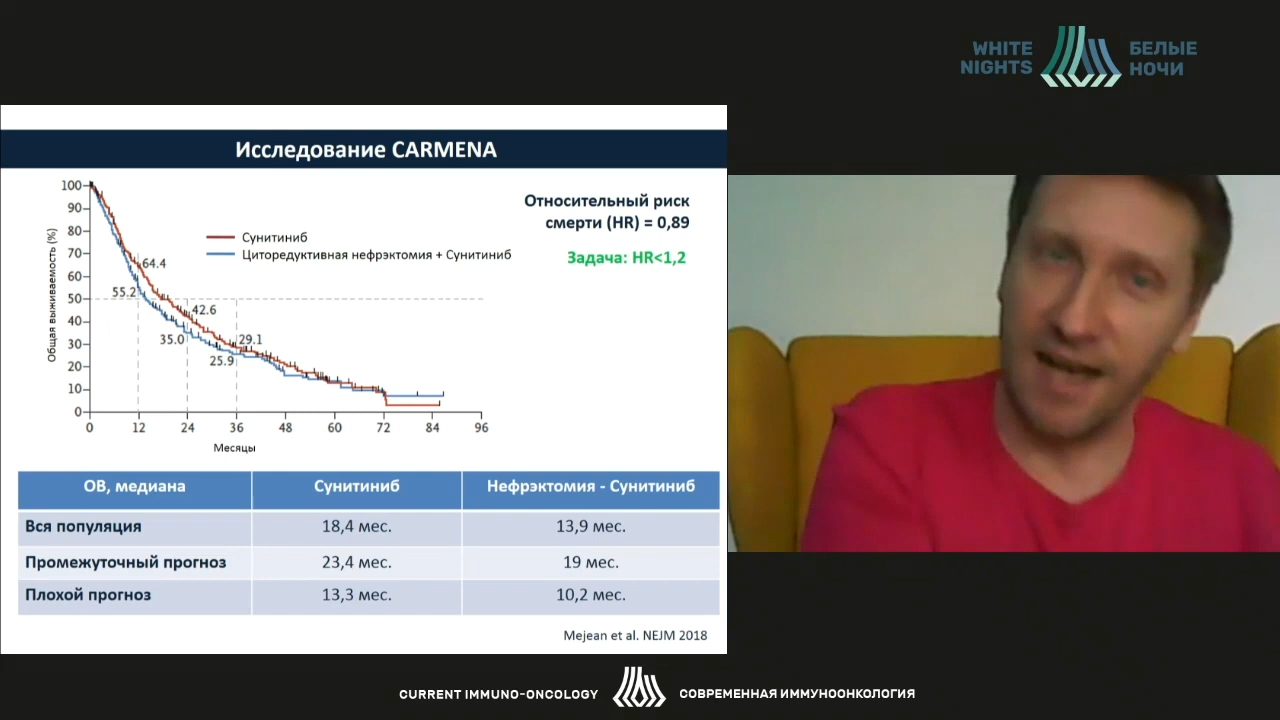 WHITE
NIGHTS
БЕЛЫЕ
НОЧИ
Исследование CARMENA
Относительный риск
смерти (HR) = 0,89
Задача: HR<1,2
Сунитиниб
Циторедуктивная нефрэктомия + Сунитиниб
Общая выживаемость (%)
100
90
80
70
60
50
40
30
20
10
0
64.4
55.2
42.6
35.0
29.1
25.9
0 12 24 36 48 60 72 84 96
Месяцы
ОВ, медиана Сунитиниб Нефрэктомия - Сунитиниб
Вся популяция 18,4 мес. 13,9 мес.
Промежуточный прогноз 23,4 мес. 19 мес.
Плохой прогноз 13,3 мес. 10,2 мес.
Mejean et al. NEJM 2018
CURRENT IMMUNO-ONCOLOGY
СОВРЕМЕННАЯ ИММУНООНКОЛОГИЯ